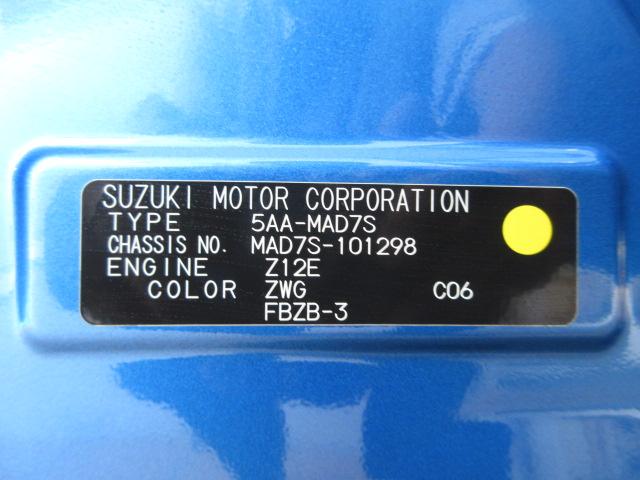 SUZUKI MOTOR CORPORATION
TYPE 5AA-MAD7S
CHASSIS NO. MAD7S-101298
ENGINE Z12E
COLOR ZWG C06
FBZB-3